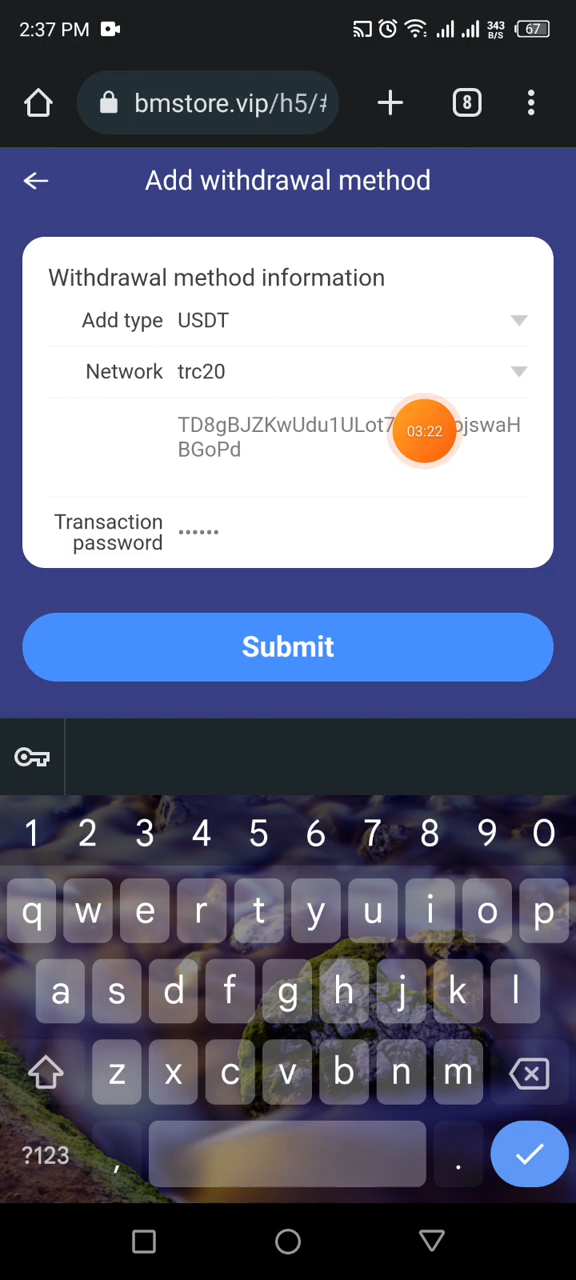 2:37 PM 343 B/S 67
bmstore.vip/h5/# 8
Add withdrawal method
Withdrawal method information
Add type USDT
Network trc20
TD8gBJZKwUdu1ULot7 ojswaH
BGoPd
03:22
Transaction
password ••••••
Submit
1 2 3 4 5 6 7 8 9 0
q w e r t y u i o p
a s d f g h j k l
z x c v b n m
?123 , .